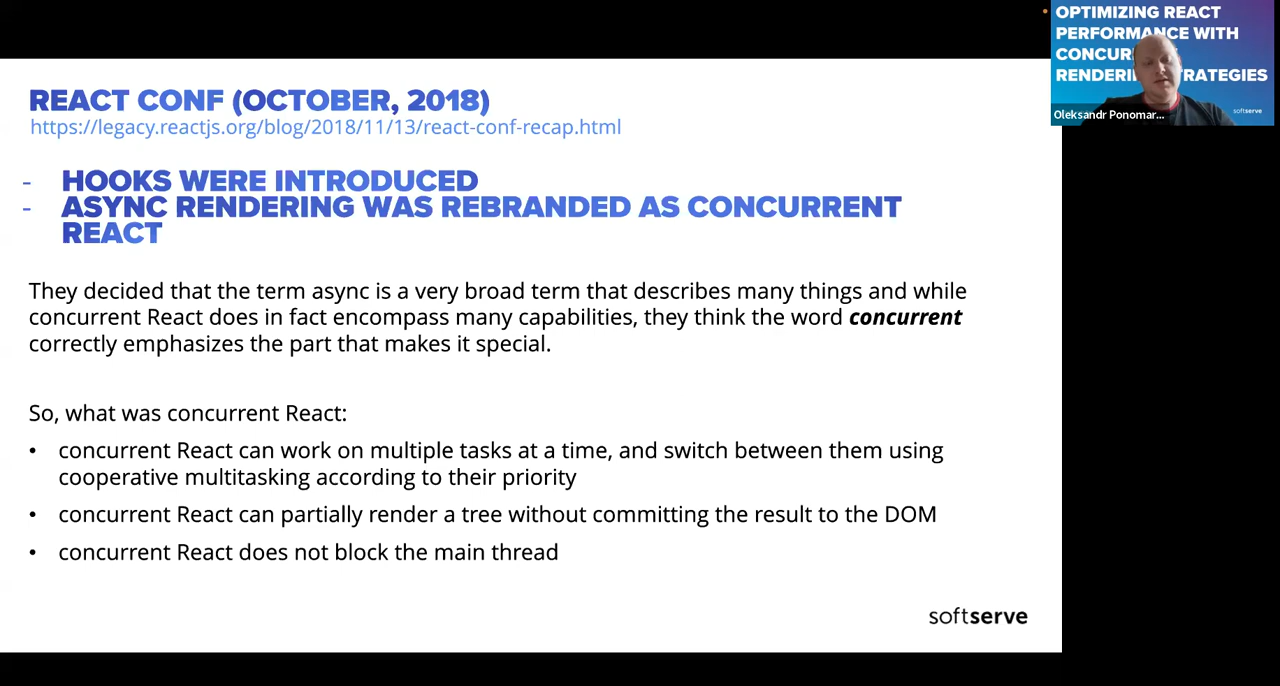 REACT CONF (OCTOBER, 2018)
https://legacy.reactjs.org/blog/2018/11/13/react-conf-recap.html
- HOOKS WERE INTRODUCED
- ASYNC RENDERING WAS REBRANDED AS CONCURRENT
REACT
They decided that the term async is a very broad term that describes many things and while
concurrent React does in fact encompass many capabilities, they think the word concurrent
correctly emphasizes the part that makes it special.
So, what was concurrent React:
• concurrent React can work on multiple tasks at a time, and switch between them using
cooperative multitasking according to their priority
• concurrent React can partially render a tree without committing the result to the DOM
• concurrent React does not block the main thread
softserve
OPTIMIZING REACT
PERFORMANCE WITH
softserve
Oleksandr Ponomar...